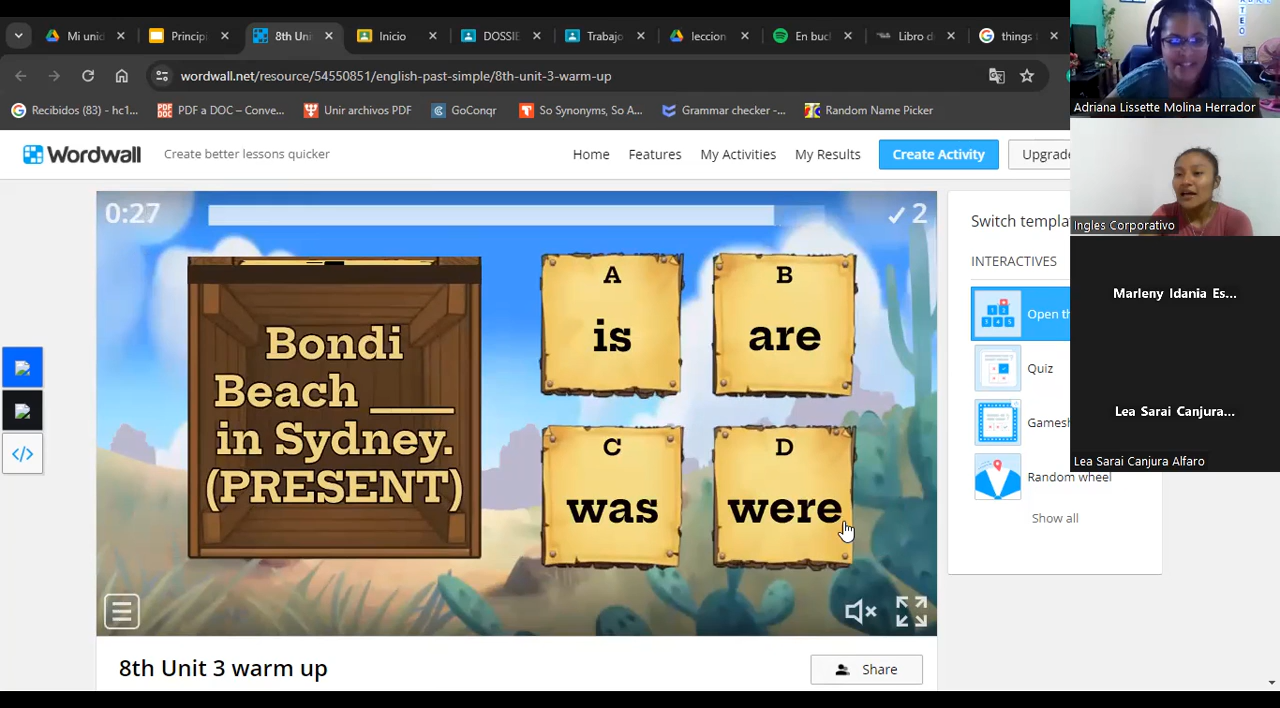 Mi unid
Principi
8th Uni
Inicio
DOSSIE
Trabajo
leccion
En buc
Libro d
things
wordwall.net/resource/54550851/english-past-simple/8th-unit-3-warm-up
Recibidos (83) - hc1...
PDF a DOC – Conve...
Unir archivos PDF
GoConqr
So Synonyms, So A...
Grammar checker -...
Random Name Picker
Wordwall
Create better lessons quicker
Home
Features
My Activities
My Results
Create Activity
Upgrade
0:27
2
Bondi
Beach ____
in Sydney.
(PRESENT)
A
is
B
are
C
was
D
were
Switch templa
INTERACTIVES
Open th
Quiz
Gamesh
Random wheel
Show all
8th Unit 3 warm up
Share
Adriana Lissette Molina Herrador
Ingles Corporativo
Marleny Idania Es...
Lea Sarai Canjura...
Lea Sarai Canjura Alfaro